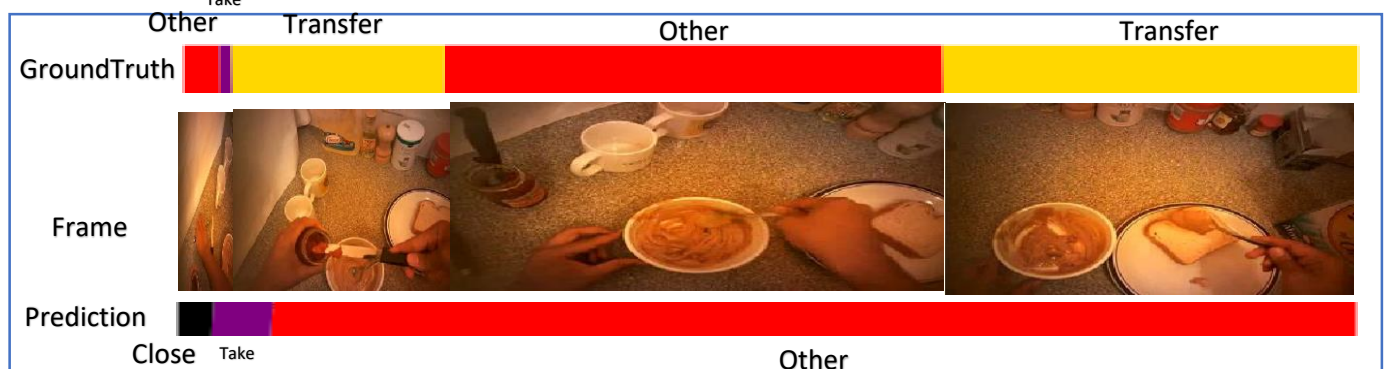 Take
Other Transfer Other Transfer
GroundTruth
Frame
Prediction
Close Take Other